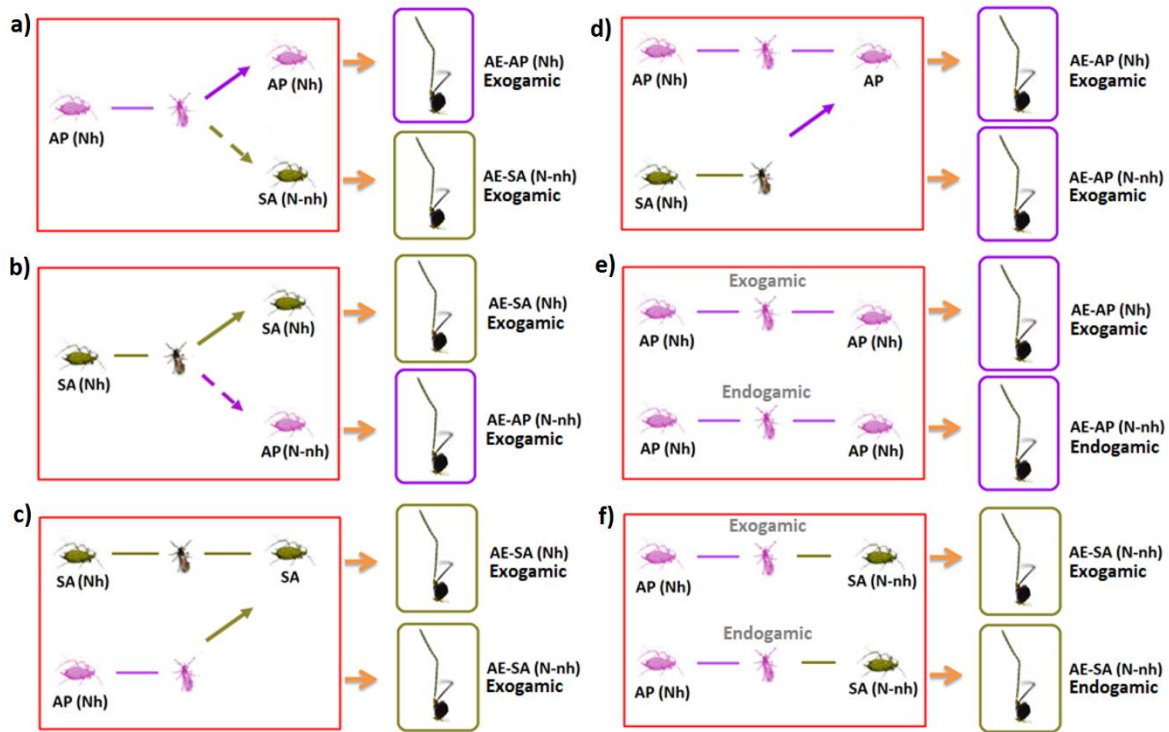 a)
AP (Nh)
AP (Nh)
SA (N-nh)
AE-AP (Nh)
Exogamic
AE-SA (N-nh)
Exogamic
b)
SA (Nh)
SA (Nh)
AP (N-nh)
AE-SA (Nh)
Exogamic
AE-AP (N-nh)
Exogamic
c)
SA (Nh)
SA
AP (Nh)
AE-SA (Nh)
Exogamic
AE-SA (N-nh)
Exogamic
d)
AP (Nh)
AP
SA (Nh)
AE-AP (Nh)
Exogamic
AE-AP (N-nh)
Exogamic
e)
Exogamic
AP (Nh)
AP (Nh)
Endogamic
AP (Nh)
AP (Nh)
AE-AP (Nh)
Exogamic
AE-AP (N-nh)
Endogamic
f)
Exogamic
AP (Nh)
SA (N-nh)
Endogamic
AP (Nh)
SA (N-nh)
AE-SA (N-nh)
Exogamic
AE-SA (N-nh)
Endogamic